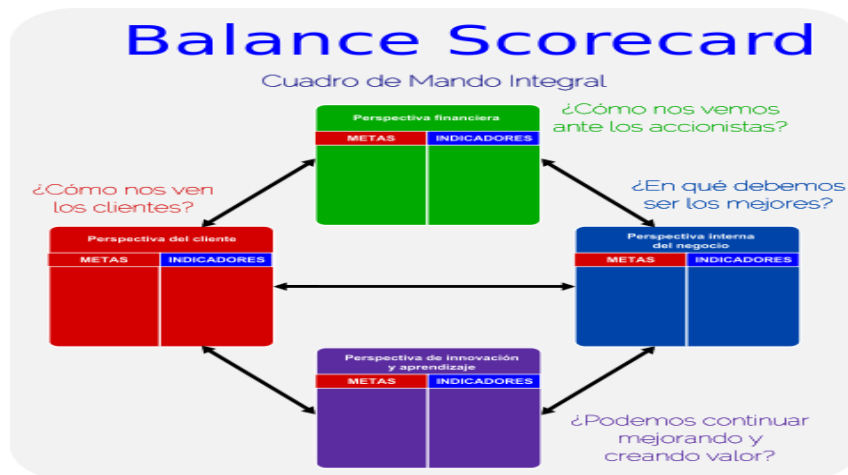 Balance Scorecard
Cuadro de Mando Integral
Perspectiva financiera
METAS INDICADORES
¿Cómo nos vemos
ante los accionistas?
¿Cómo nos ven
los clientes?
¿En qué debemos
ser los mejores?
Perspectiva del cliente
METAS INDICADORES
Perspectiva interna
del negocio
METAS INDICADORES
Perspectiva de innovación
y aprendizaje
METAS INDICADORES
¿Podemos continuar
mejorando y
creando valor?